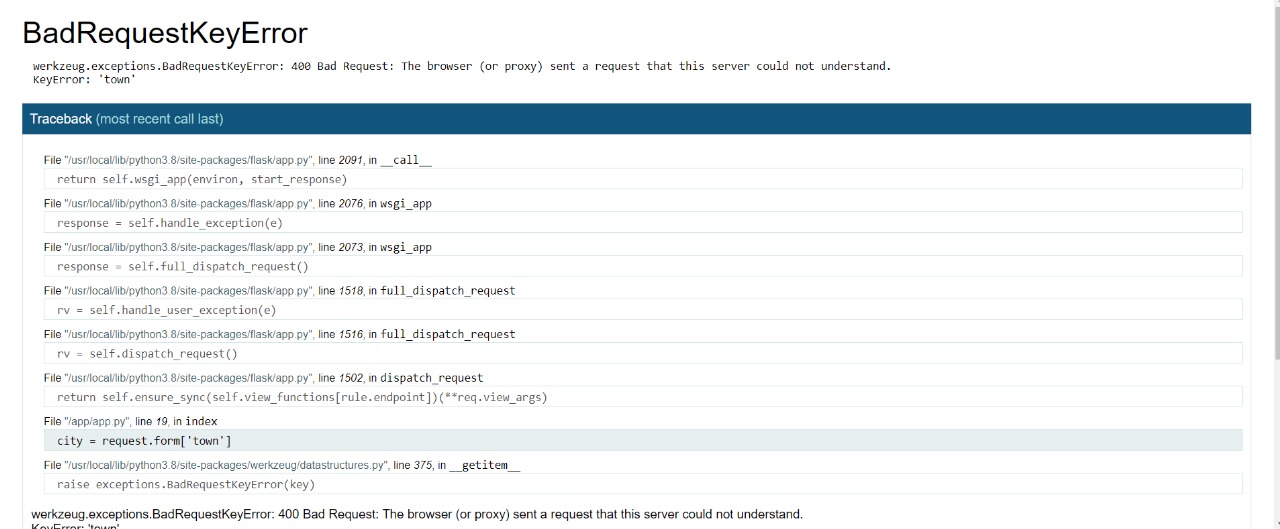 BadRequestKeyError
werkzeug.exceptions.BadRequestKeyError: 400 Bad Request: The browser (or proxy) sent a request that this server could not understand.
KeyError: 'town'
Traceback (most recent call last)
File "/usr/local/lib/python3.8/site-packages/flask/app.py", line 2091, in __call__
return self.wsgi_app(environ, start_response)
File "/usr/local/lib/python3.8/site-packages/flask/app.py", line 2076, in wsgi_app
response = self.handle_exception(e)
File "/usr/local/lib/python3.8/site-packages/flask/app.py", line 2073, in wsgi_app
response = self.full_dispatch_request()
File "/usr/local/lib/python3.8/site-packages/flask/app.py", line 1518, in full_dispatch_request
rv = self.handle_user_exception(e)
File "/usr/local/lib/python3.8/site-packages/flask/app.py", line 1516, in full_dispatch_request
rv = self.dispatch_request()
File "/usr/local/lib/python3.8/site-packages/flask/app.py", line 1502, in dispatch_request
return self.ensure_sync(self.view_functions[rule.endpoint])(**req.view_args)
File "/app/app.py", line 19, in index
city = request.form['town']
File "/usr/local/lib/python3.8/site-packages/werkzeug/datastructures.py", line 375, in __getitem__
raise exceptions.BadRequestKeyError(key)
werkzeug.exceptions.BadRequestKeyError: 400 Bad Request: The browser (or proxy) sent a request that this server could not understand.
KeyError: 'town'